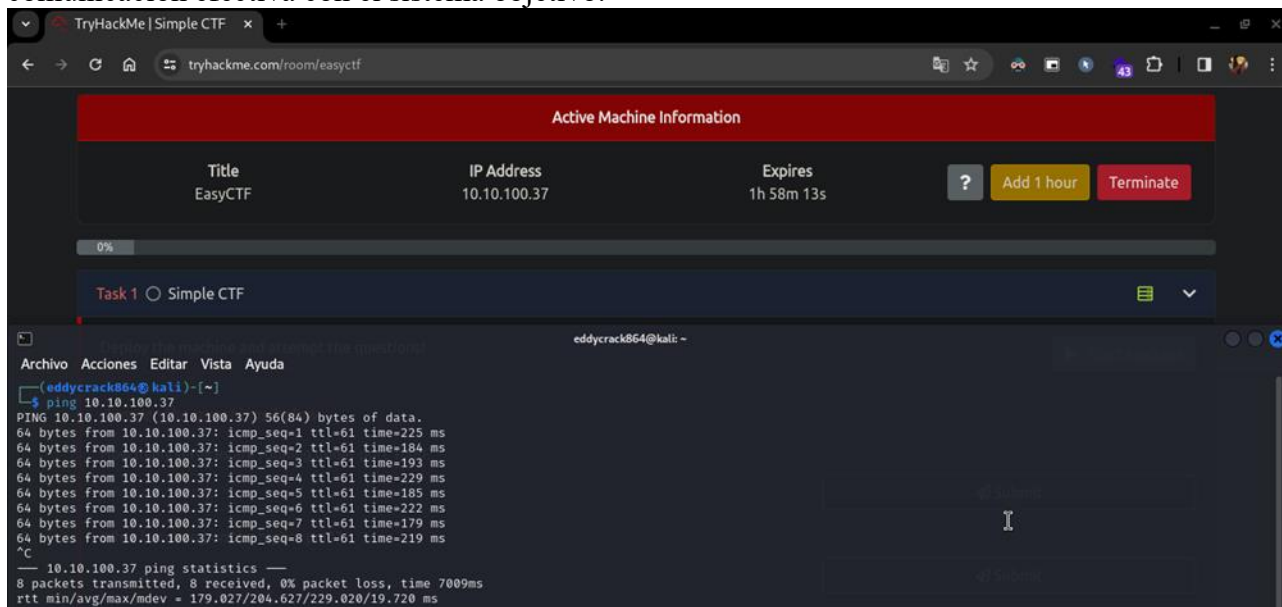 comunicación efectiva con el sistema objetivo.
TryHackMe | Simple CTF
tryhackme.com/room/easyctf
43
Active Machine Information
Title
EasyCTF
IP Address
10.10.100.37
Expires
1h 58m 13s
?
Add 1 hour
Terminate
0%
Task 1 Simple CTF
eddycrack864@kali: ~
Archivo Acciones Editar Vista Ayuda
(eddycrack864㉿kali)-[~]
$ ping 10.10.100.37
PING 10.10.100.37 (10.10.100.37) 56(84) bytes of data.
64 bytes from 10.10.100.37: icmp_seq=1 ttl=61 time=225 ms
64 bytes from 10.10.100.37: icmp_seq=2 ttl=61 time=184 ms
64 bytes from 10.10.100.37: icmp_seq=3 ttl=61 time=193 ms
64 bytes from 10.10.100.37: icmp_seq=4 ttl=61 time=229 ms
64 bytes from 10.10.100.37: icmp_seq=5 ttl=61 time=185 ms
64 bytes from 10.10.100.37: icmp_seq=6 ttl=61 time=222 ms
64 bytes from 10.10.100.37: icmp_seq=7 ttl=61 time=179 ms
64 bytes from 10.10.100.37: icmp_seq=8 ttl=61 time=219 ms
^C
— 10.10.100.37 ping statistics —
8 packets transmitted, 8 received, 0% packet loss, time 7009ms
rtt min/avg/max/mdev = 179.027/204.627/229.020/19.720 ms
Submit
Submit